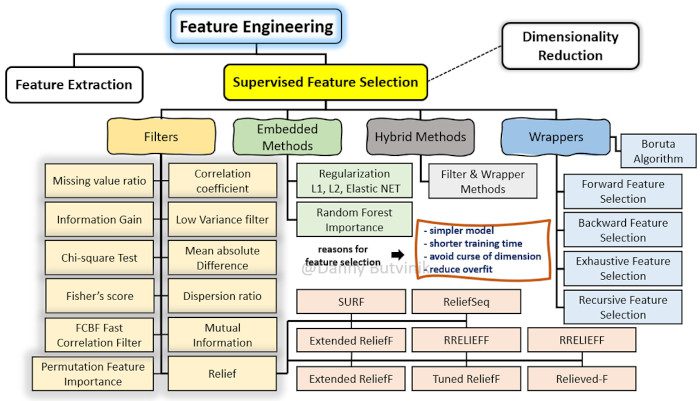 Feature Engineering
Dimensionality
Reduction
Feature Extraction
Supervised Feature Selection
Filters
Embedded
Methods
Hybrid Methods
Wrappers
Boruta
Algorithm
Missing value ratio
Correlation
coefficient
Regularization
L1, L2, Elastic NET
Filter & Wrapper
Methods
Forward Feature
Selection
Information Gain
Low Variance filter
Random Forest
Importance
Backward Feature
Selection
Chi-square Test
Mean absolute
Difference
reasons for
feature selection
- simpler model
- shorter training time
- avoid curse of dimension
- reduce overfit
@Danny Butvinik
Exhaustive Feature
Selection
Fisher's score
Dispersion ratio
SURF
ReliefSeq
Recursive Feature
Selection
FCBF Fast
Correlation Filter
Mutual
Information
Extended ReliefF
RRELIEFF
RRELIEFF
Permutation Feature
Importance
Relief
Extended ReliefF
Tuned ReliefF
Relieved-F